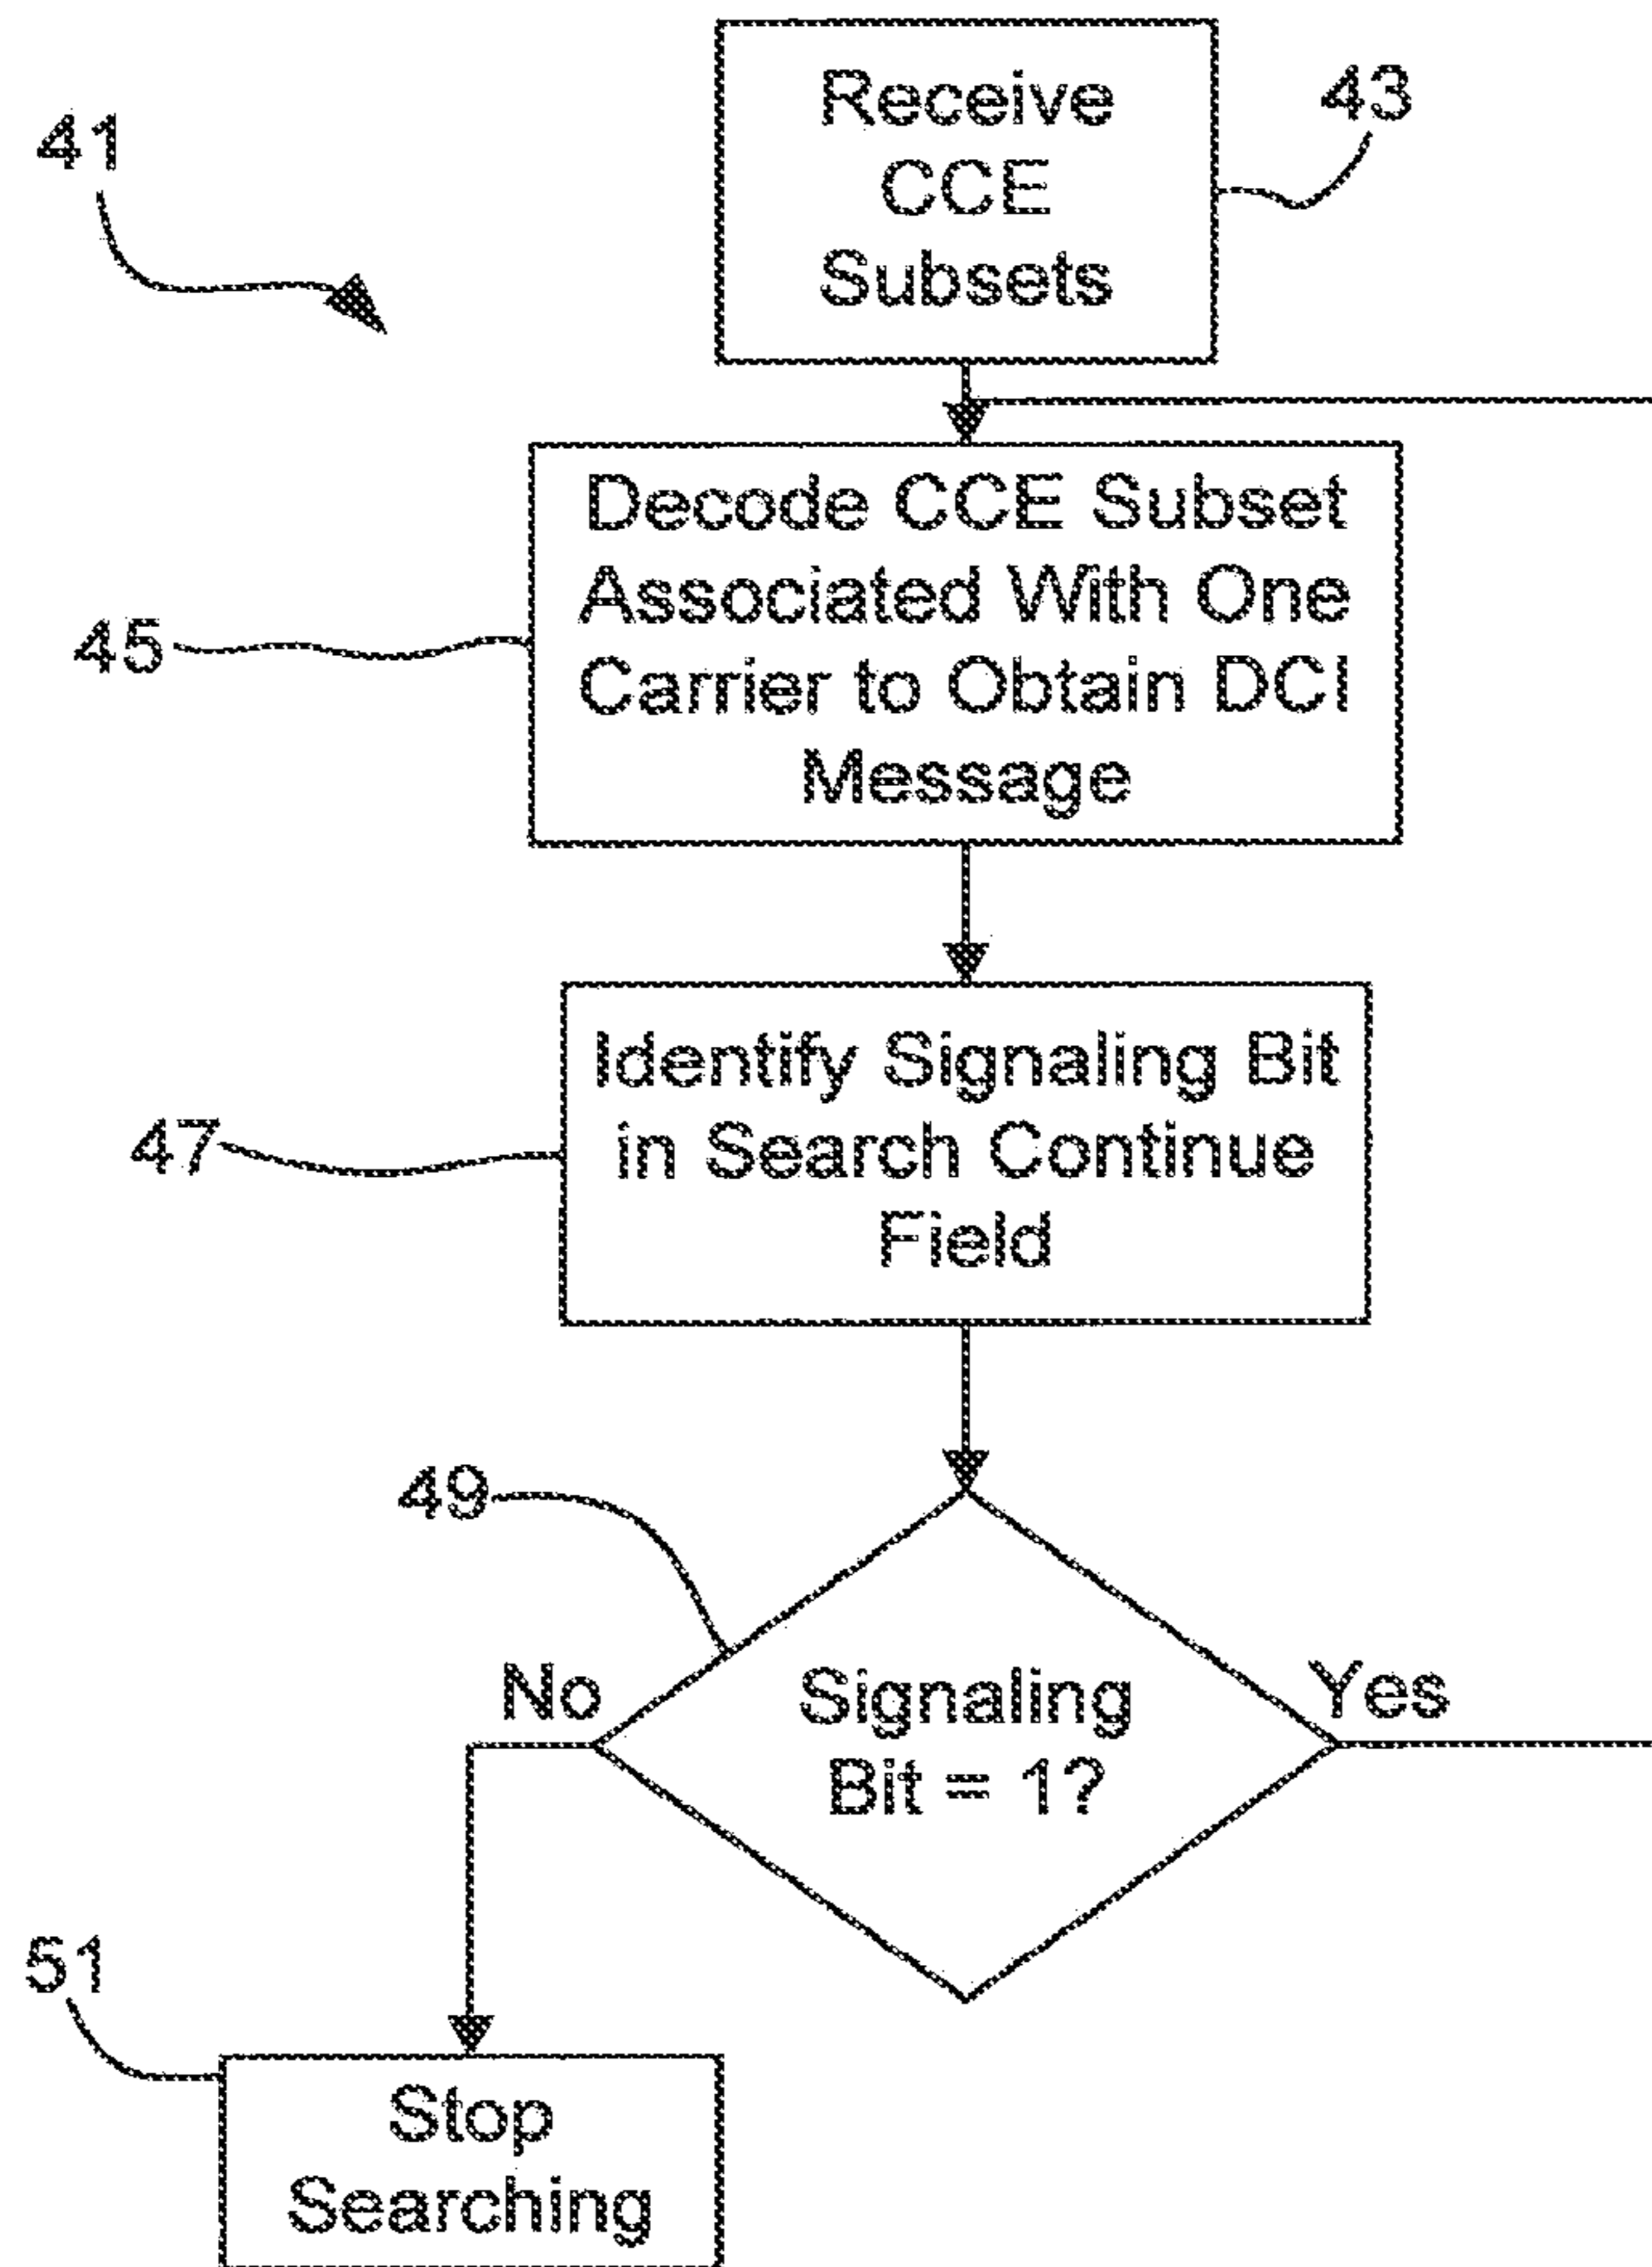 41
43
Receive
CCE
Subsets
45
Decode CCE Subset
Associated With One
Carrier to Obtain DCI
Message
47
Identify Signaling Bit
in Search Continue
Field
49
No
Signaling
Bit = 1?
Yes
51
Stop
Searching